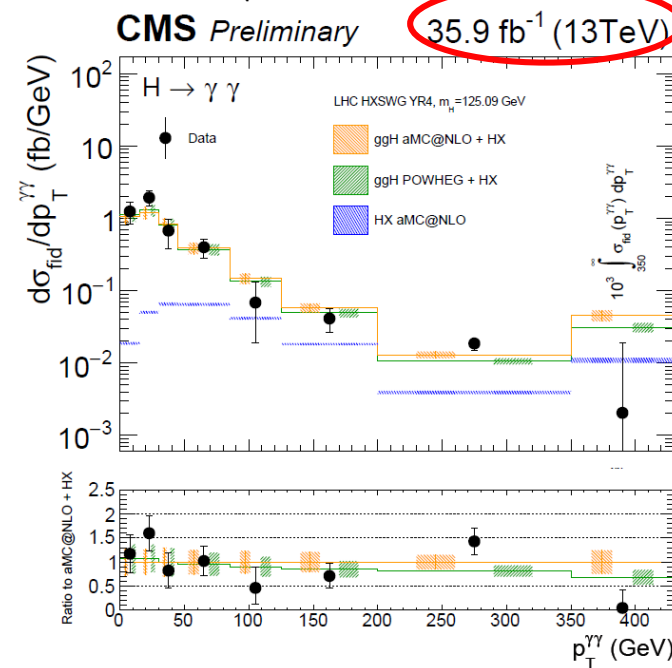 CMS Preliminary 35.9 fb⁻¹ (13TeV)
H → γ γ
LHC HXSWG YR4, m_H=125.09 GeV
Data
ggH aMC@NLO + HX
ggH POWHEG + HX
HX aMC@NLO
10³ ∫_350^∞ σ_fid (p_T^γγ) dp_T^γγ
dσ_fid/dp_T^γγ (fb/GeV)
10²
10
1
10⁻¹
10⁻²
10⁻³
Ratio to aMC@NLO + HX
2.5
2
1.5
1
0.5
0
0 50 100 150 200 250 300 350 400
p_T^γγ (GeV)